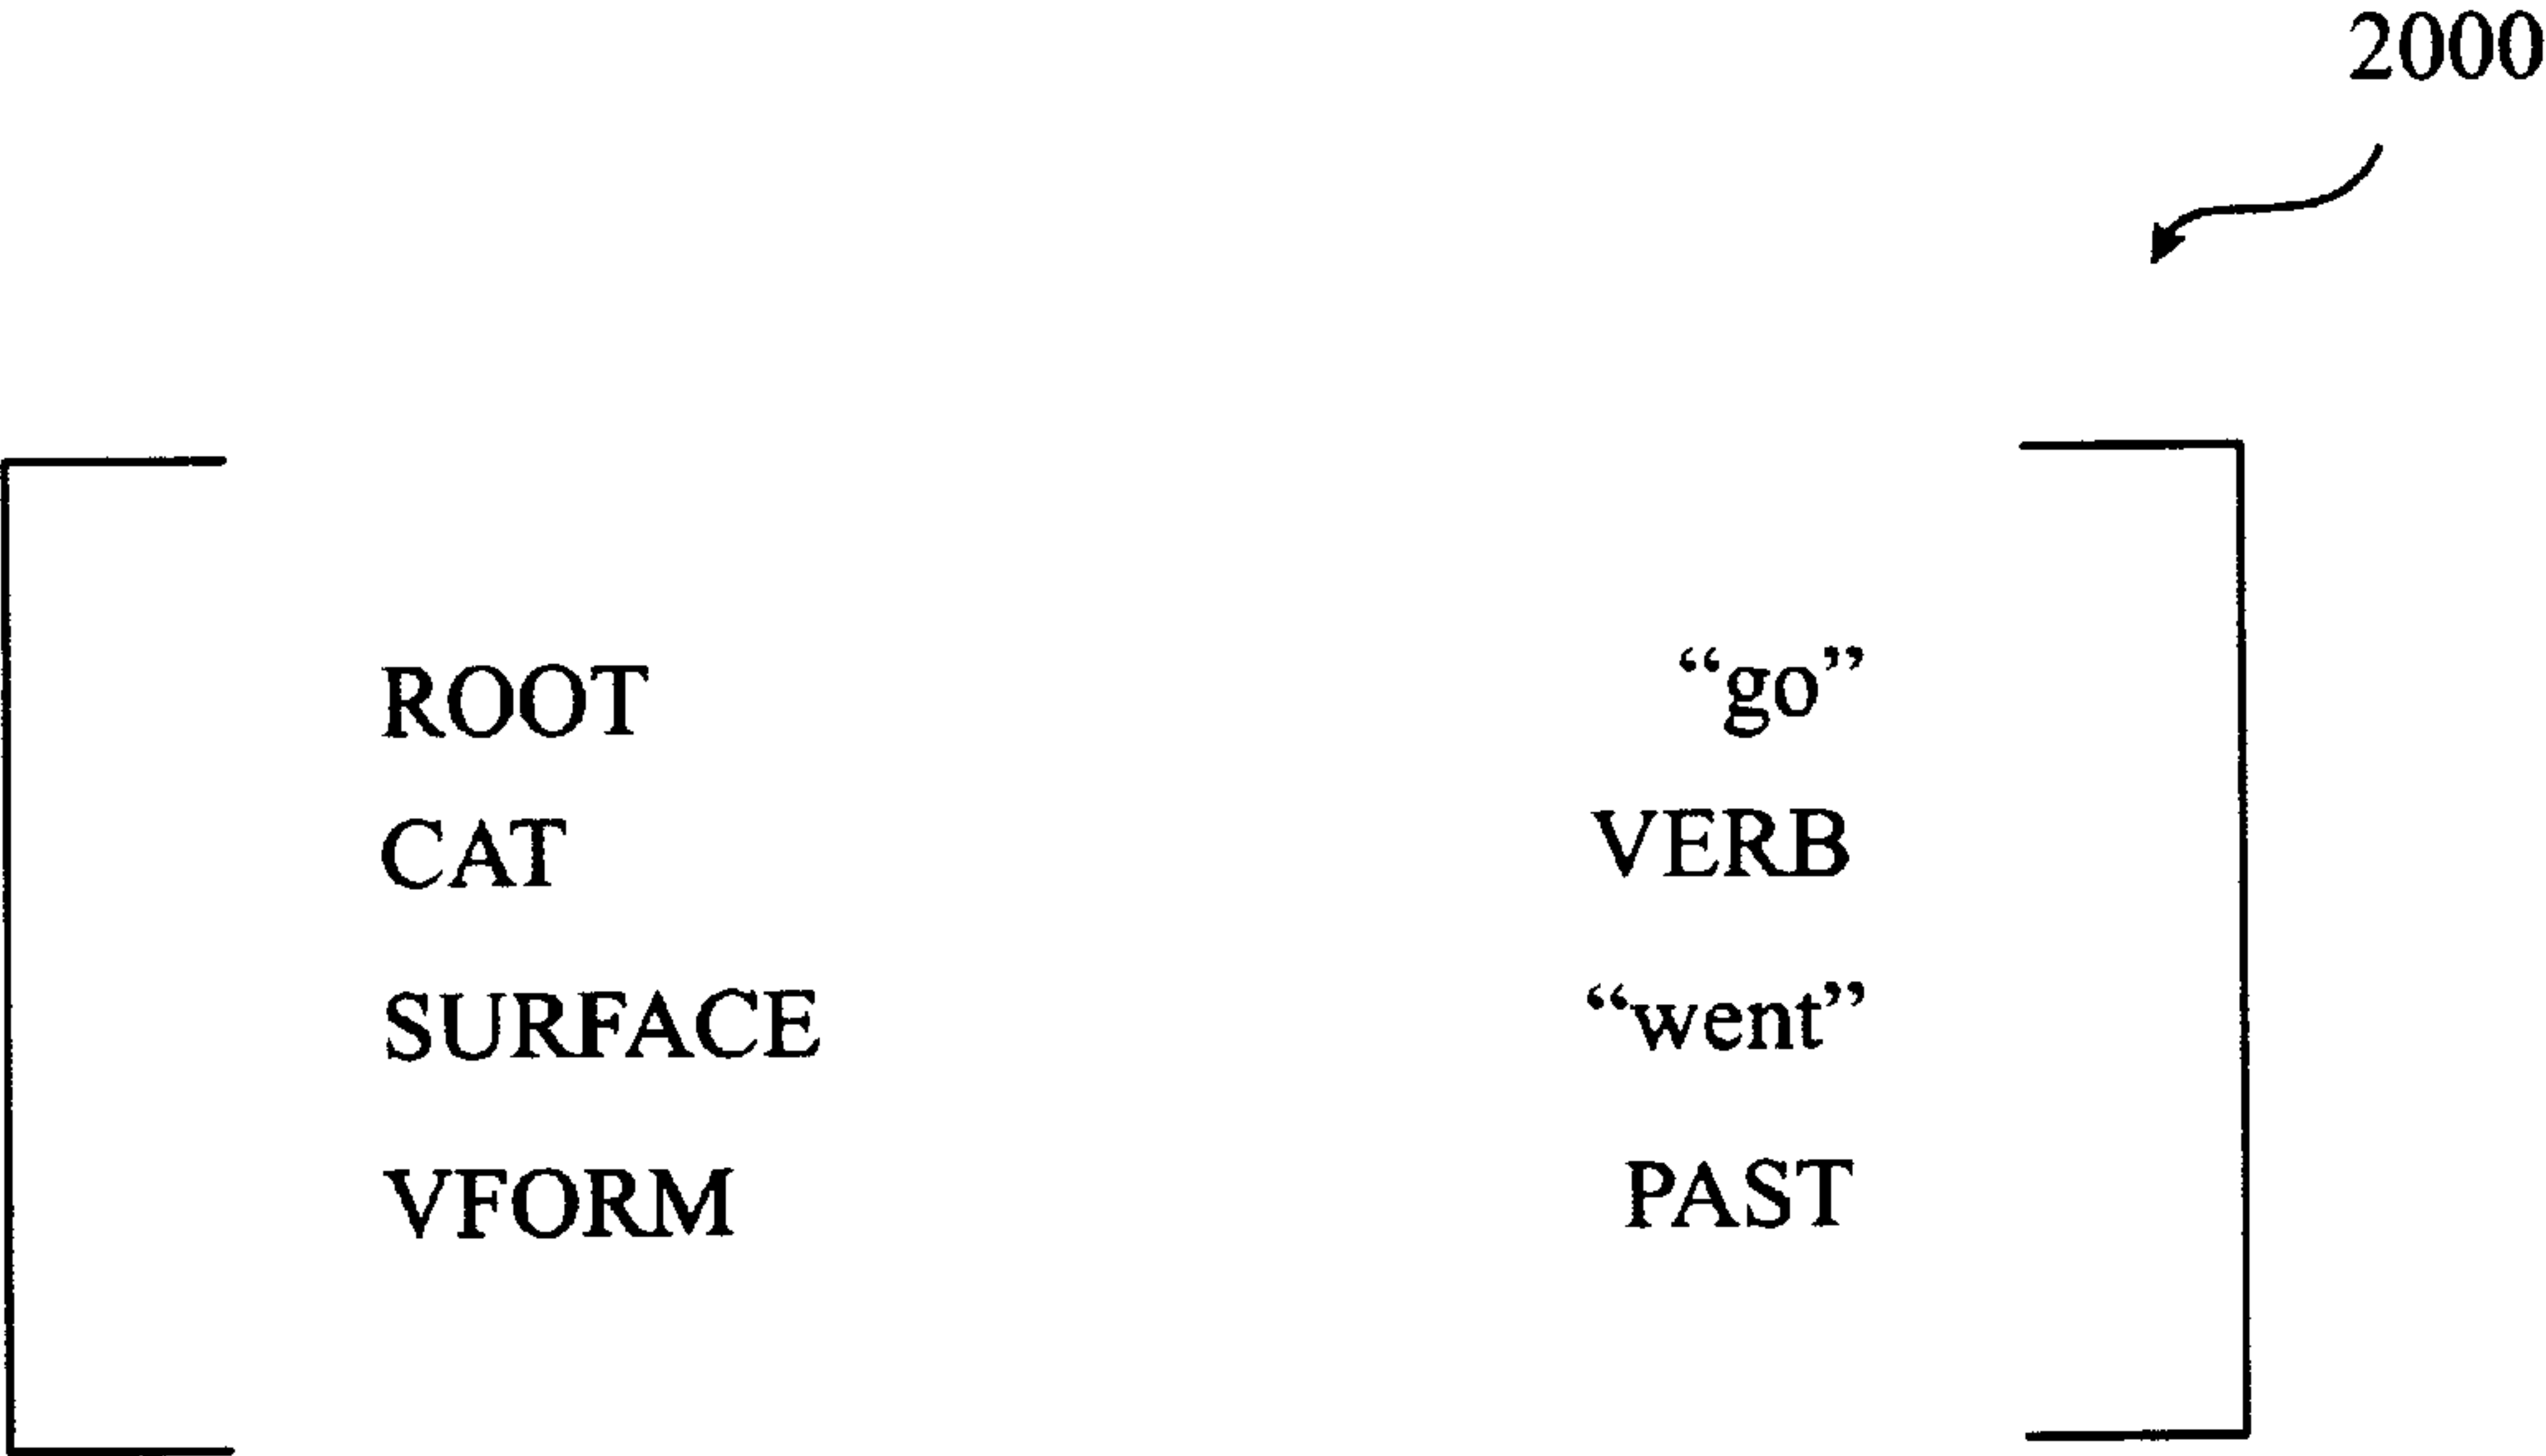 2000
ROOT “go”
CAT VERB
SURFACE “went”
VFORM PAST